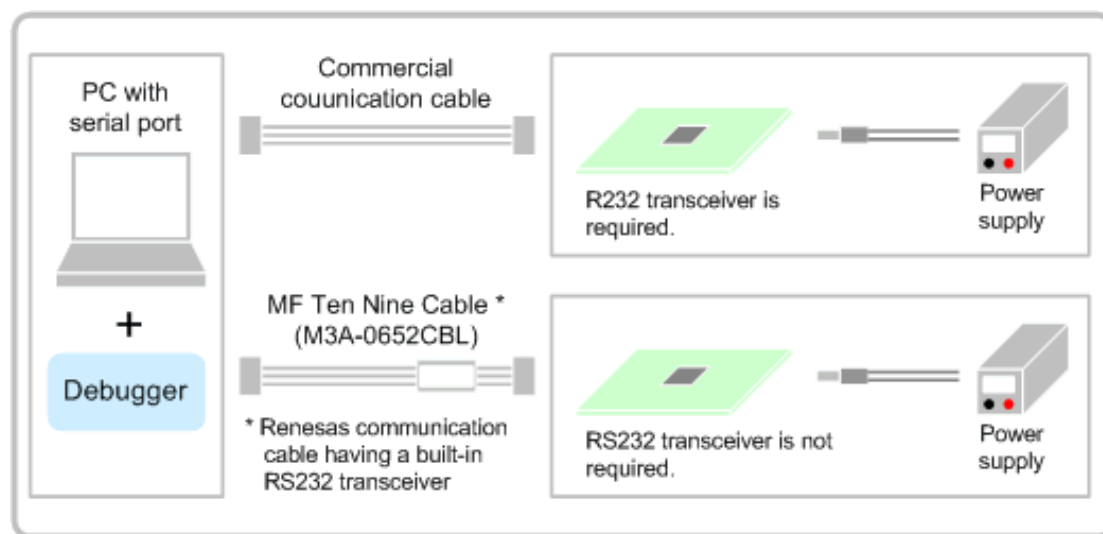 PC with
serial port
+
Debugger
Commercial
couunication cable
MF Ten Nine Cable *
(M3A-0652CBL)
* Renesas communication
cable having a built-in
RS232 transceiver
R232 transceiver is
required.
Power
supply
RS232 transceiver is not
required.
Power
supply